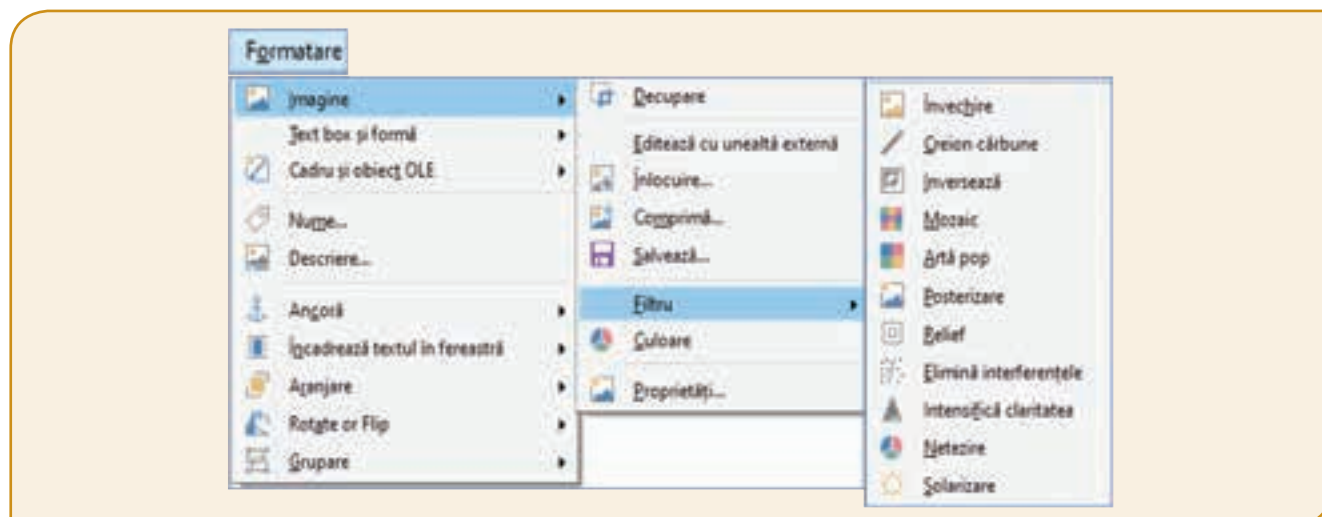 Formatare
Imagine
Text box și formă
Cadru și obiect OLE
Nume...
Descriere...
Ancoră
Încadrează textul în fereastră
Aranjare
Rotate or Flip
Grupare
Decupare
Editează cu unealtă externă
Înlocuire...
Comprimă...
Salvează...
Filtru
Culoare
Proprietăți...
Învechire
Creion cărbune
Inversează
Mozaic
Artă pop
Posterizare
Relief
Elimină interferențele
Intensifică claritatea
Netezire
Solarizare